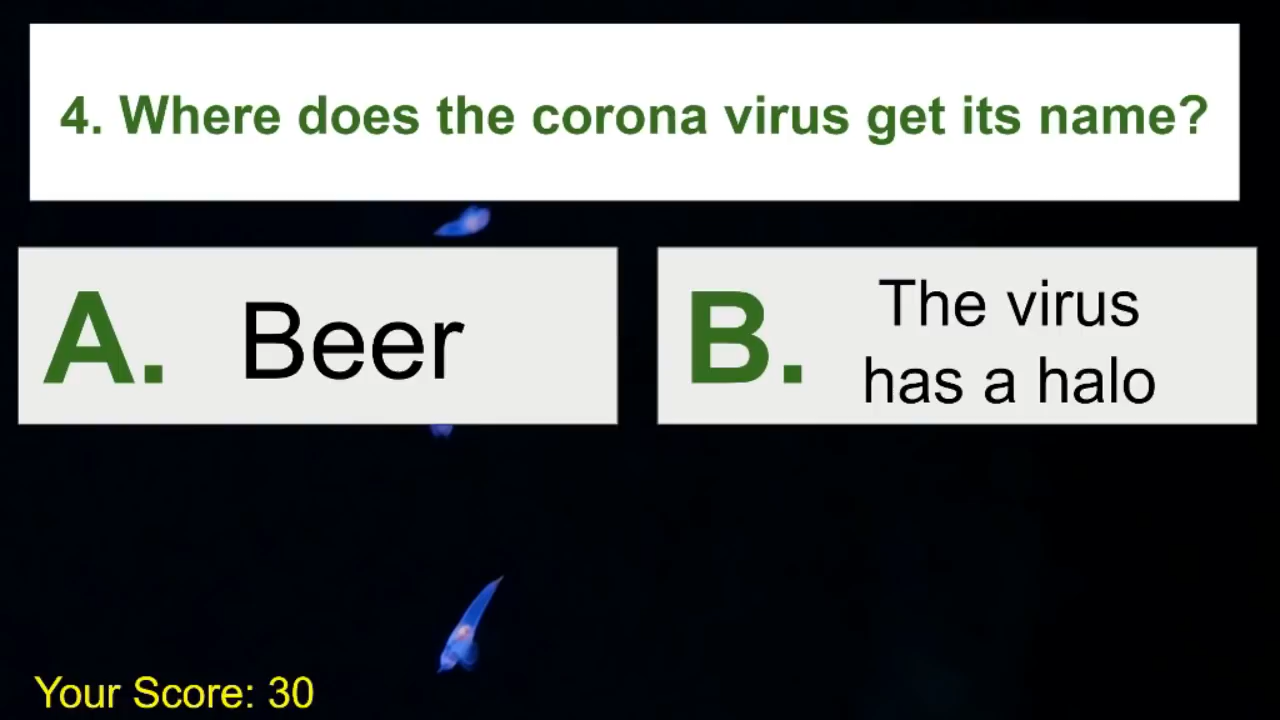 4. Where does the corona virus get its name?
A. Beer
B. The virus
has a halo
Your Score: 30